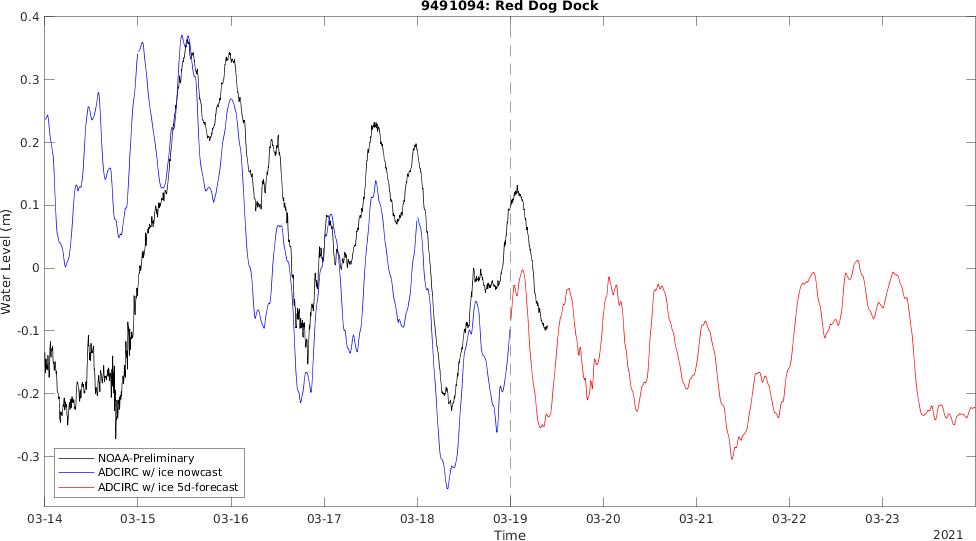 9491094: Red Dog Dock
0.4
0.3
0.2
0.1
0
-0.1
-0.2
-0.3
Water Level (m)
NOAA-Preliminary
ADCIRC w/ ice nowcast
ADCIRC w/ ice 5d-forecast
03-14 03-15 03-16 03-17 03-18 03-19 03-20 03-21 03-22 03-23
Time
2021